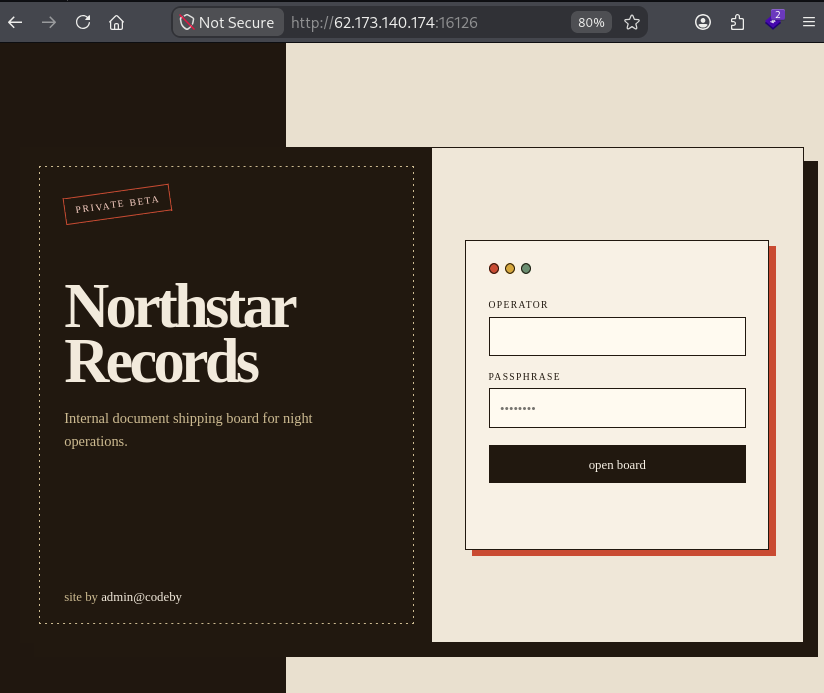 Not Secure http://62.173.140.174:16126 80% 2
PRIVATE BETA
Northstar
Records
Internal document shipping board for night
operations.
site by admin@codeby
OPERATOR
PASSPHRASE
••••••••
open board